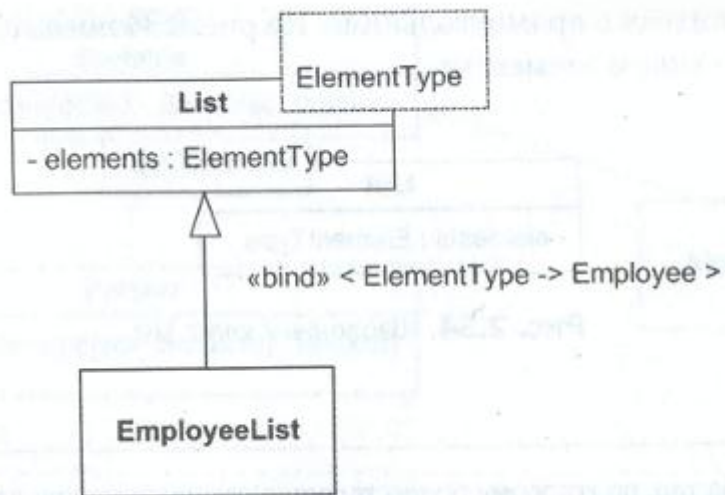 ElementType
List
- elements : ElementType
«bind» < ElementType -> Employee >
EmployeeList